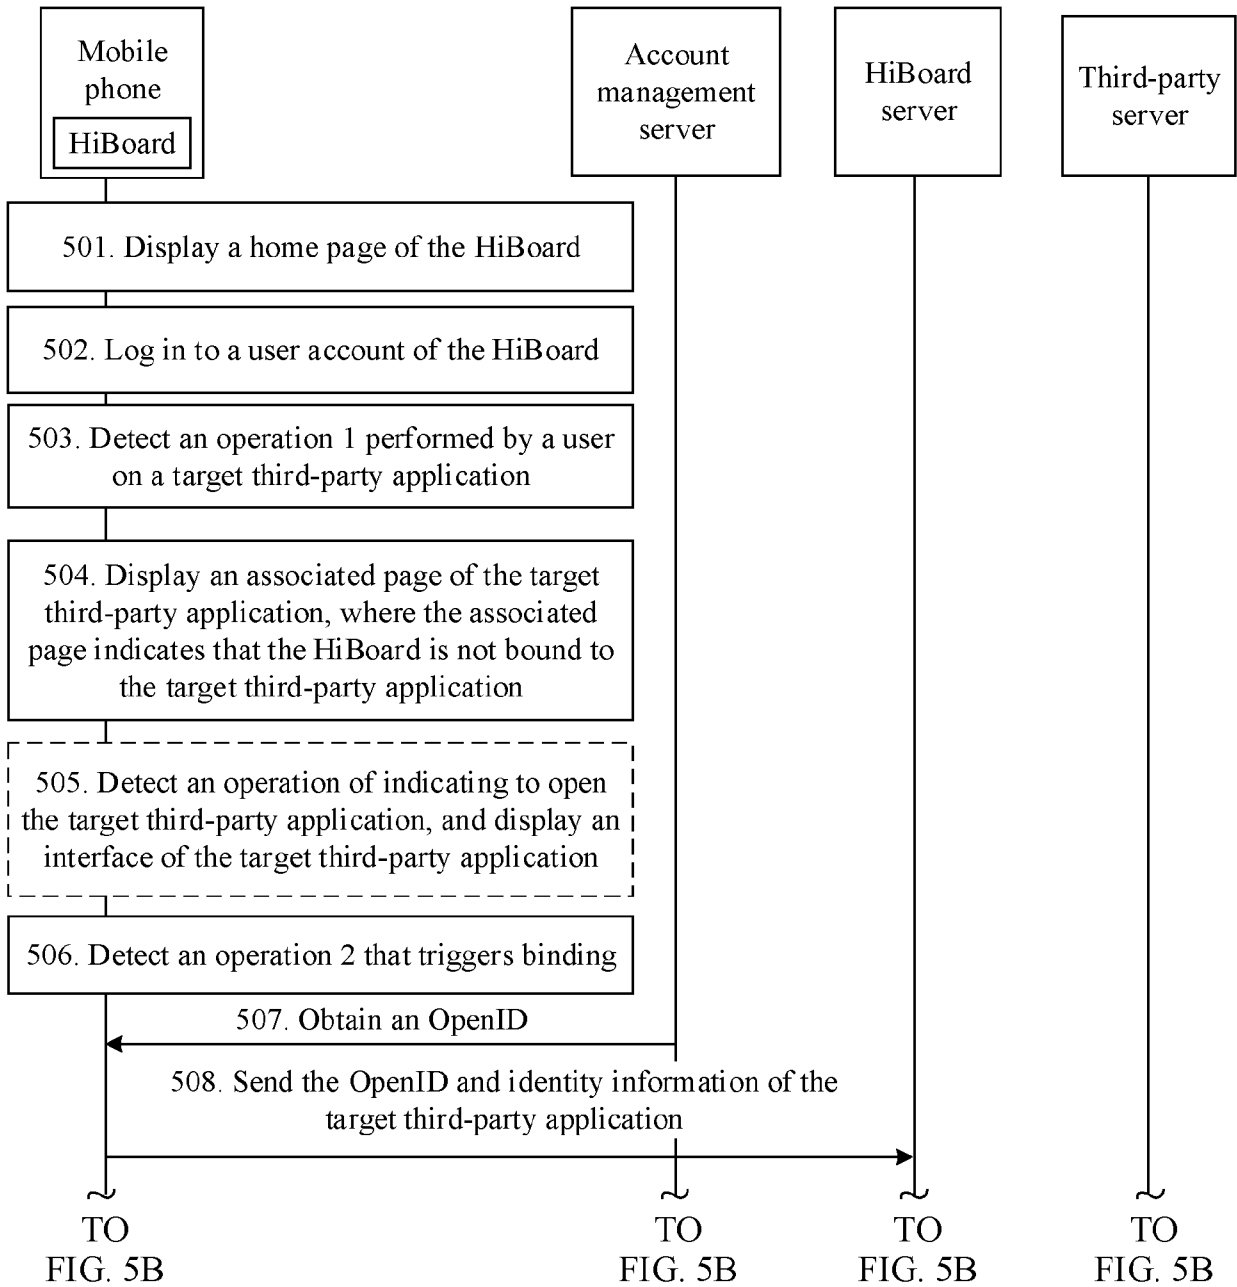 Mobile
phone
HiBoard
Account
management
server
HiBoard
server
Third-party
server
501. Display a home page of the HiBoard
502. Log in to a user account of the HiBoard
503. Detect an operation 1 performed by a user
on a target third-party application
504. Display an associated page of the target
third-party application, where the associated
page indicates that the HiBoard is not bound to
the target third-party application
505. Detect an operation of indicating to open
the target third-party application, and display an
interface of the target third-party application
506. Detect an operation 2 that triggers binding
507. Obtain an OpenID
508. Send the OpenID and identity information of the
target third-party application
TO
FIG. 5B
TO
FIG. 5B
TO
FIG. 5B
TO
FIG. 5B